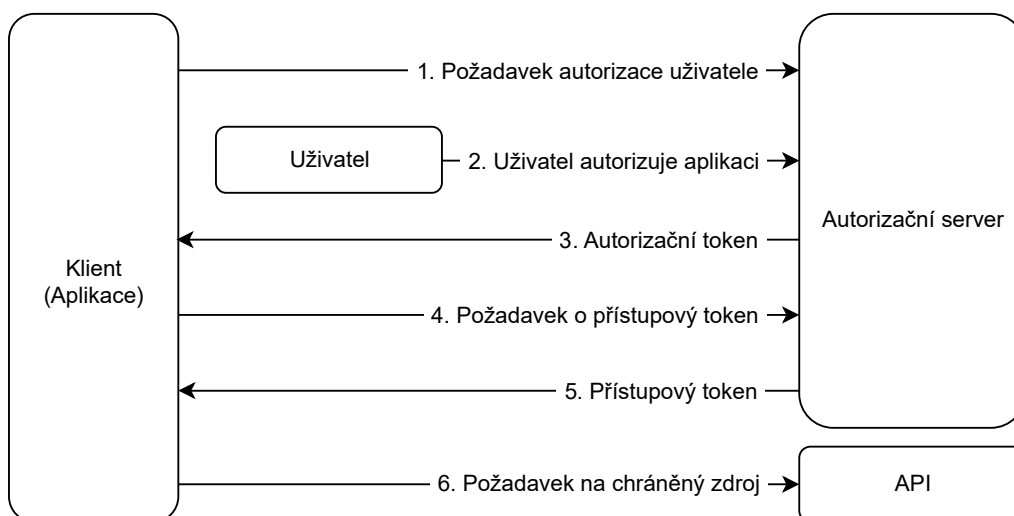 1. Požadavek autorizace uživatele
Uživatel
2. Uživatel autorizuje aplikaci
Autorizační server
3. Autorizační token
Klient
(Aplikace)
4. Požadavek o přístupový token
5. Přístupový token
6. Požadavek na chráněný zdroj
API